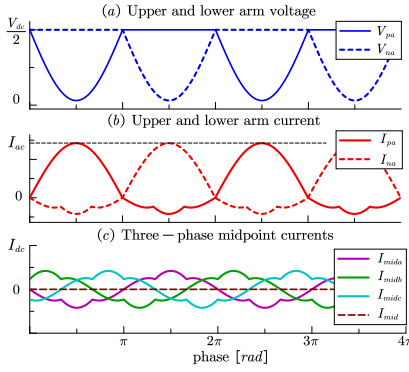 (a) Upper and lower arm voltage
V_dc
2
0
V_pa
V_na
(b) Upper and lower arm current
I_ac
0
I_pa
I_na
(c) Three − phase midpoint currents
I_dc
0
I_mida
I_midb
I_midc
I_mid
π 2π 3π 4π
phase [rad]